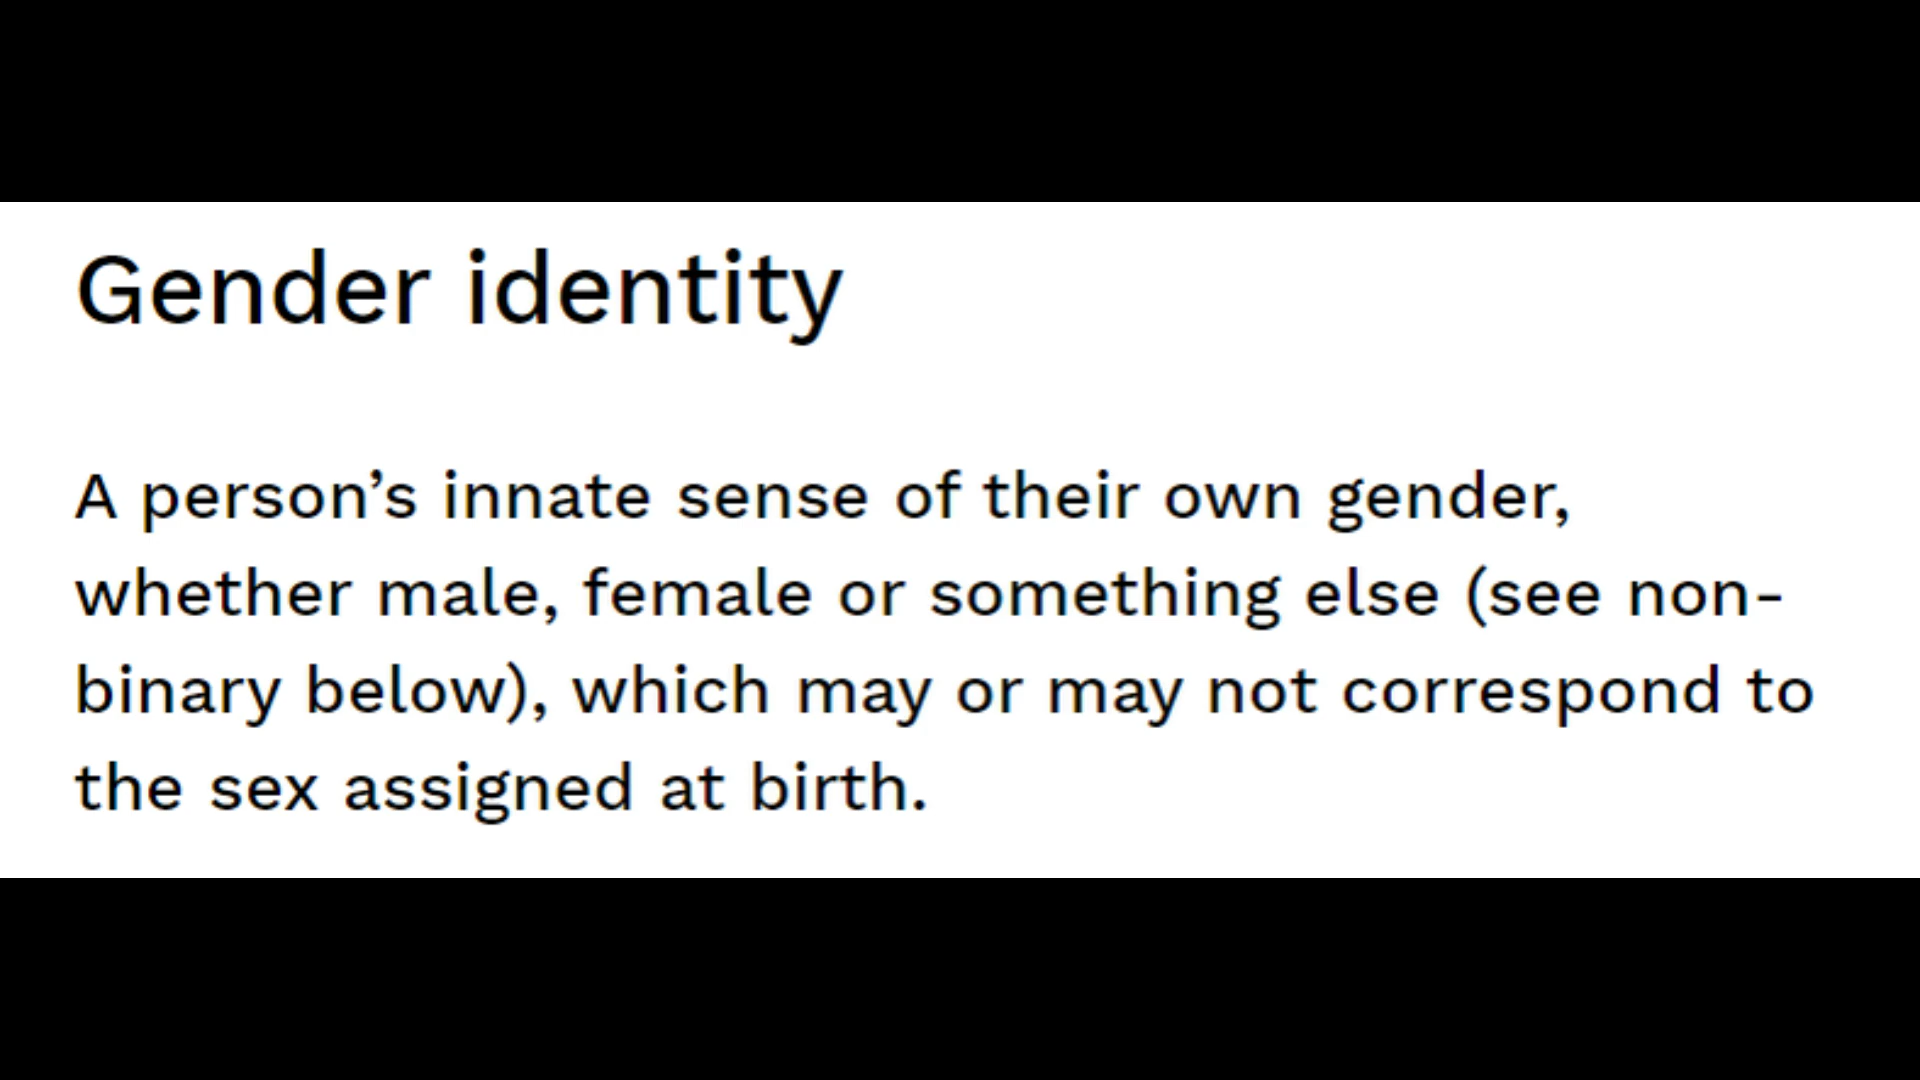 Gender identity
A person’s innate sense of their own gender,
whether male, female or something else (see non-
binary below), which may or may not correspond to
the sex assigned at birth.